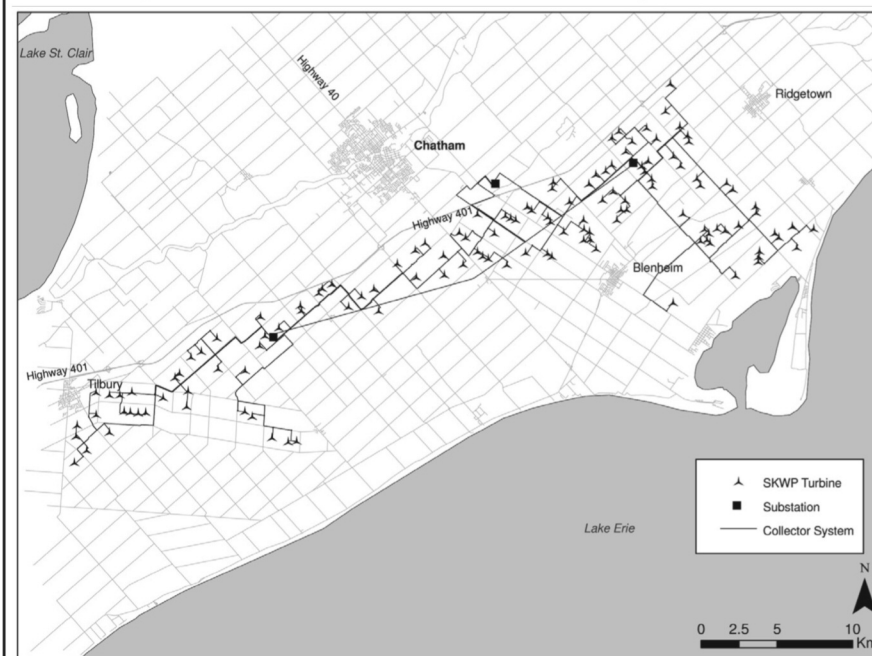 Lake St. Clair
Highway 40
Ridgetown
Chatham
Highway 401
Blenheim
Highway 401
Tilbury
SKWP Turbine
Substation
Collector System
Lake Erie
N
0 2.5 5 10
Km